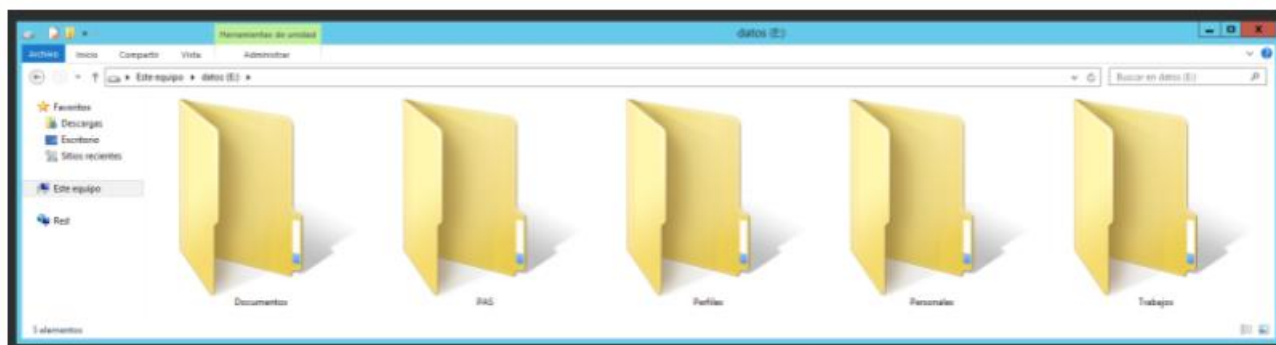 Herramientas de unidad
datos (E:)
Archivo Inicio Compartir Vista Administrar
Este equipo datos (E:)
Buscar en datos (E:)
Favoritos
Descargas
Escritorio
Sitios recientes
Este equipo
Red
Documentos PAS Perfiles Personales Trabajos
5 elementos